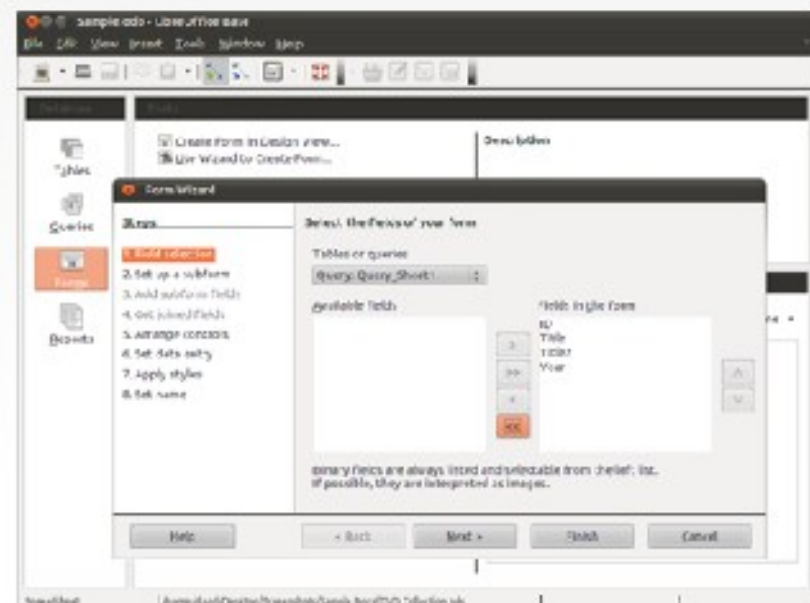 Sample.odb - LibreOffice Base
File Edit View Insert Tools Window Help
Database
Tasks
Create Form in Design View...
Use Wizard to Create Form...
Description
Tables
Queries
Forms
Reports
Form Wizard
Steps
1. Field selection
2. Set up a subform
3. Add subform fields
4. Get joined fields
5. Arrange controls
6. Set data entry
7. Apply styles
8. Set name
Select the fields of your form
Tables or queries
Query: Query_Short
Available fields
Fields in the form
ID
Title
Year
Binary fields are always listed and selectable from the left list.
If possible, they are interpreted as images.
Help
< Back
Next >
Finish
Cancel